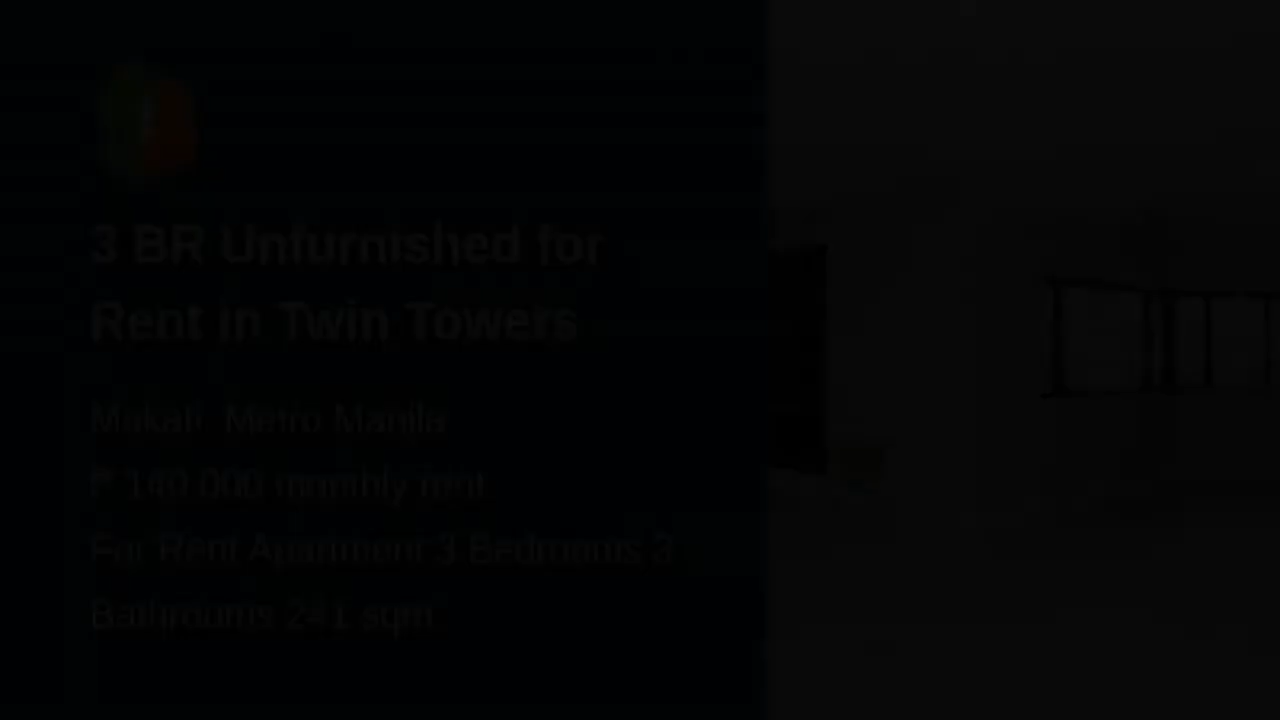 3 BR Unfurnished for
Rent in Twin Towers
Makati, Metro Manila
₱ 140,000 monthly rent
For Rent Apartment 3 Bedrooms 3
Bathrooms sqm